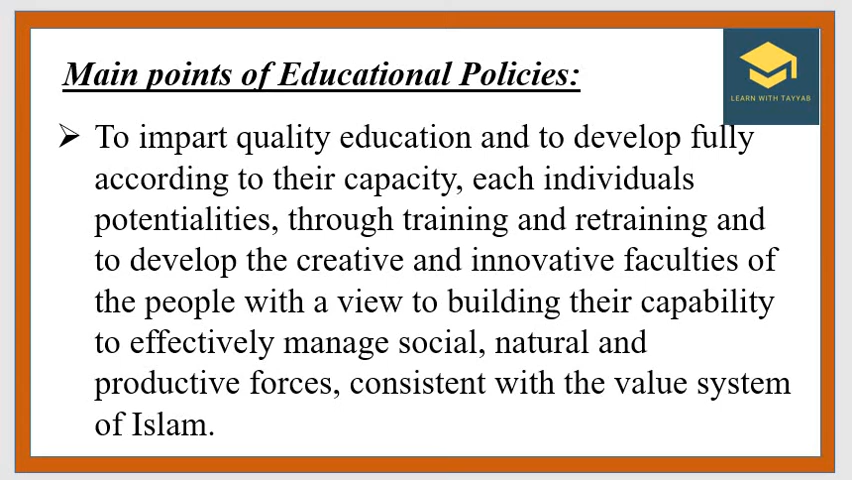 Main points of Educational Policies:
LEARN WITH TAYYAB
➢ To impart quality education and to develop fully
according to their capacity, each individuals
potentialities, through training and retraining and
to develop the creative and innovative faculties of
the people with a view to building their capability
to effectively manage social, natural and
productive forces, consistent with the value system
of Islam.